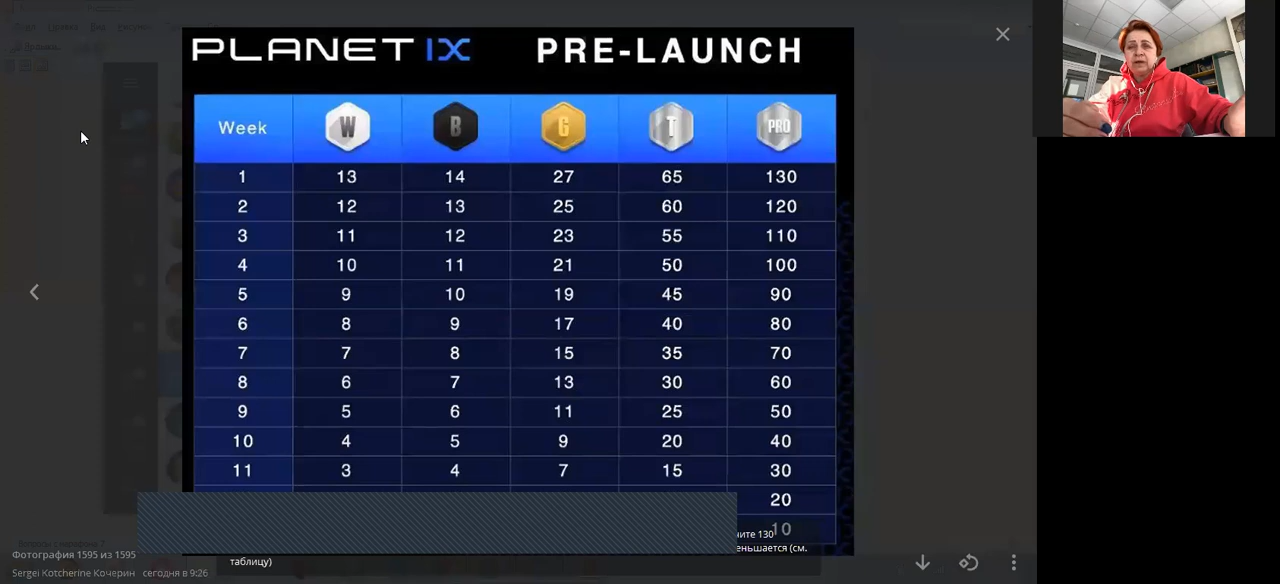 PLANET IX PRE-LAUNCH
Week W B G T PRO
1 13 14 27 65 130
2 12 13 25 60 120
3 11 12 23 55 110
4 10 11 21 50 100
5 9 10 19 45 90
6 8 9 17 40 80
7 7 8 15 35 70
8 6 7 13 30 60
9 5 6 11 25 50
10 4 5 9 20 40
11 3 4 7 15 30
20
10
130
таблицу)
(см.
Фотография 1595 из 1595
Sergei Kotcherine Кочерин сегодня в 9:26